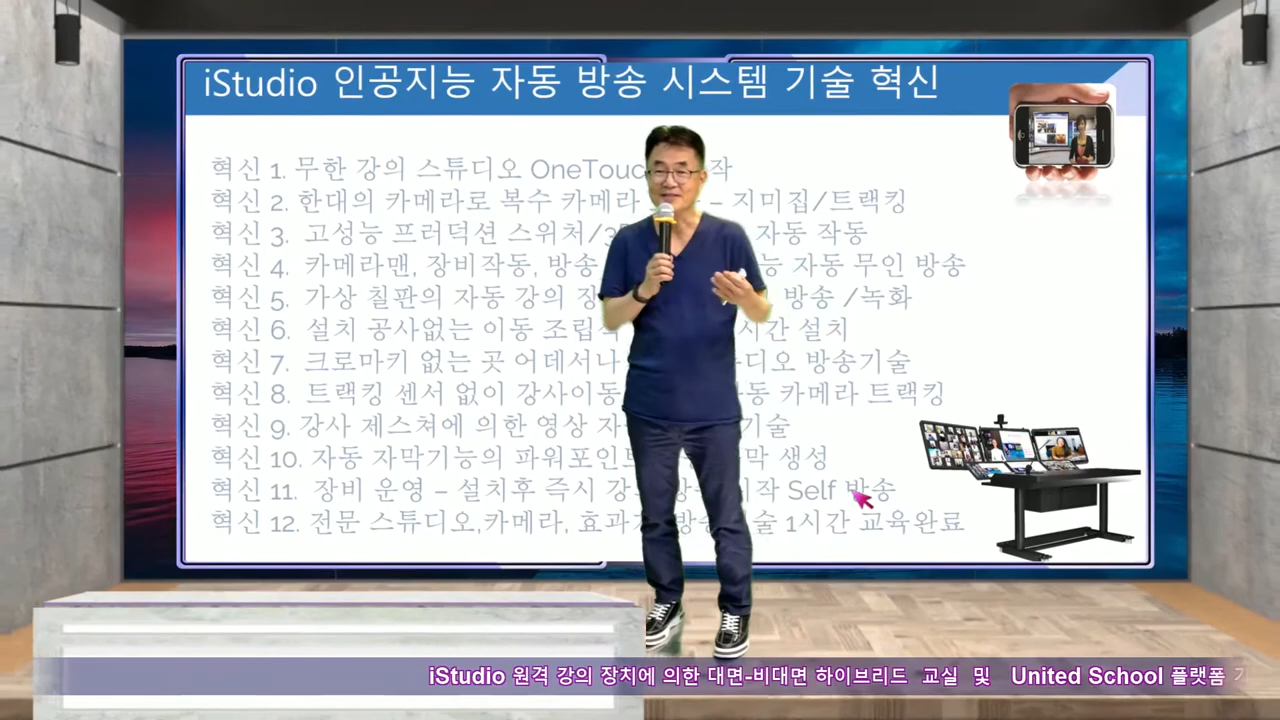 iStudio 인공지능 자동 방송 시스템 기술 혁신
혁신 1. 무한 강의 스튜디오 OneTouc 작
혁신 2. 한대의 카메라로 복수 카메라 – 지미집/트랙킹
혁신 3. 고성능 프러덕션 스위처/3 자동 작동
혁신 4. 카메라맨, 장비작동, 방송 능 자동 무인 방송
혁신 5. 가상 칠판의 자동 강의 방송 /녹화
혁신 6. 설치 공사없는 이동 조립식 시간 설치
혁신 7. 크로마키 없는 곳 어데서나 디오 방송기술
혁신 8. 트랙킹 센서 없이 강사이동 자동 카메라 트랙킹
혁신 9. 강사 제스쳐에 의한 영상 자 기술
혁신 10. 자동 자막기능의 파워포인트 막 생성
혁신 11. 장비 운영 – 설치후 즉시 강의 시작 Self 방송
혁신 12. 전문 스튜디오,카메라, 효과 방송 기술 1시간 교육완료
iStudio 원격 강의 장치에 의한 대면-비대면 하이브리드 교실 및 United School 플랫폼